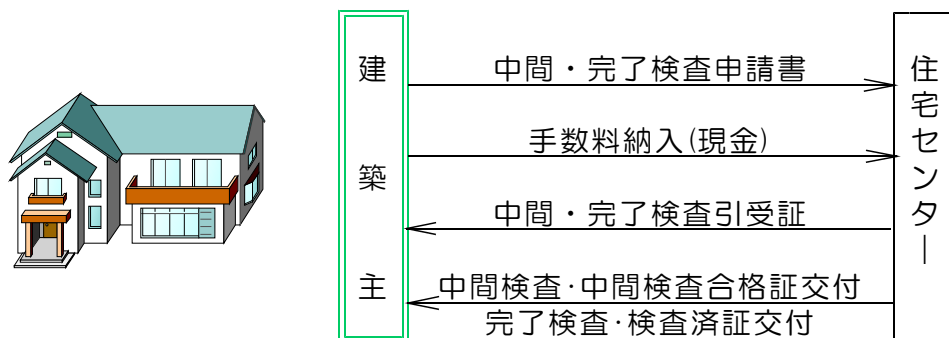 建築主
中間・完了検査申請書
手数料納入(現金)
中間・完了検査引受証
中間検査・中間検査合格証交付
完了検査・検査済証交付
住宅センター